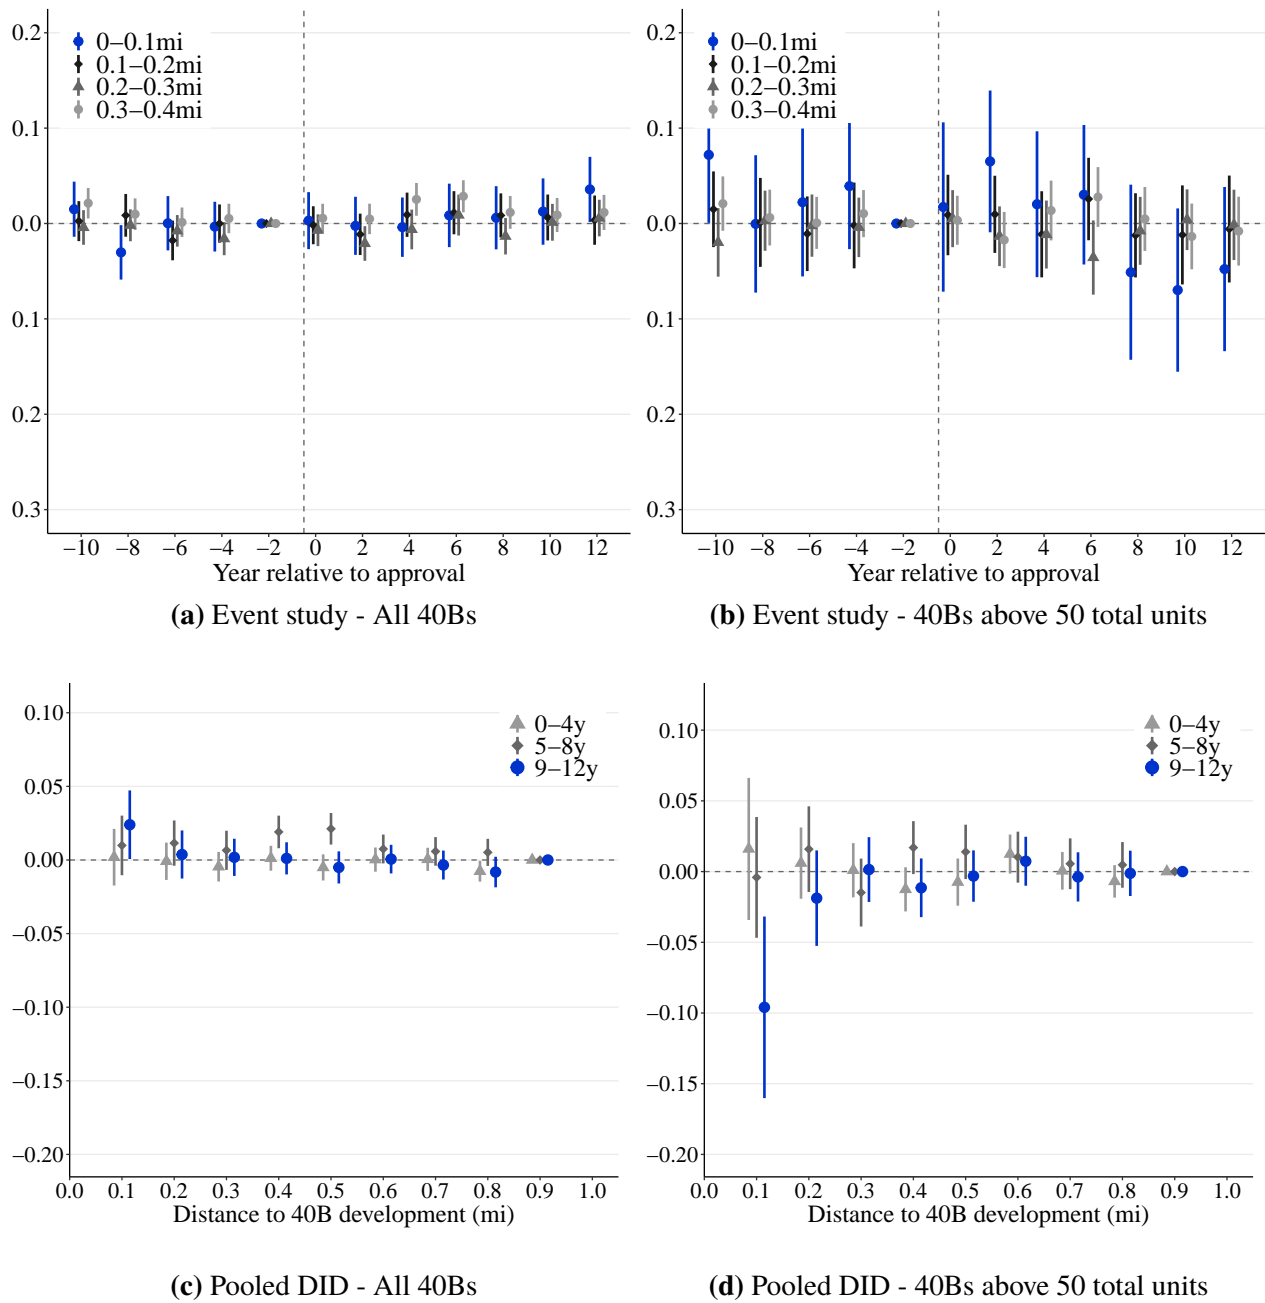 0.2
0.1
0.0
0.1
0.2
0.3
0–0.1mi
0.1–0.2mi
0.2–0.3mi
0.3–0.4mi
−10 −8 −6 −4 −2 0 2 4 6 8 10 12
Year relative to approval
(a) Event study - All 40Bs
0.2
0.1
0.0
0.1
0.2
0.3
0–0.1mi
0.1–0.2mi
0.2–0.3mi
0.3–0.4mi
−10 −8 −6 −4 −2 0 2 4 6 8 10 12
Year relative to approval
(b) Event study - 40Bs above 50 total units
0.10
0.05
0.00
−0.05
−0.10
−0.15
−0.20
0–4y
5–8y
9–12y
0.0 0.1 0.2 0.3 0.4 0.5 0.6 0.7 0.8 0.9 1.0
Distance to 40B development (mi)
(c) Pooled DID - All 40Bs
0.10
0.05
0.00
−0.05
−0.10
−0.15
−0.20
0–4y
5–8y
9–12y
0.0 0.1 0.2 0.3 0.4 0.5 0.6 0.7 0.8 0.9 1.0
Distance to 40B development (mi)
(d) Pooled DID - 40Bs above 50 total units